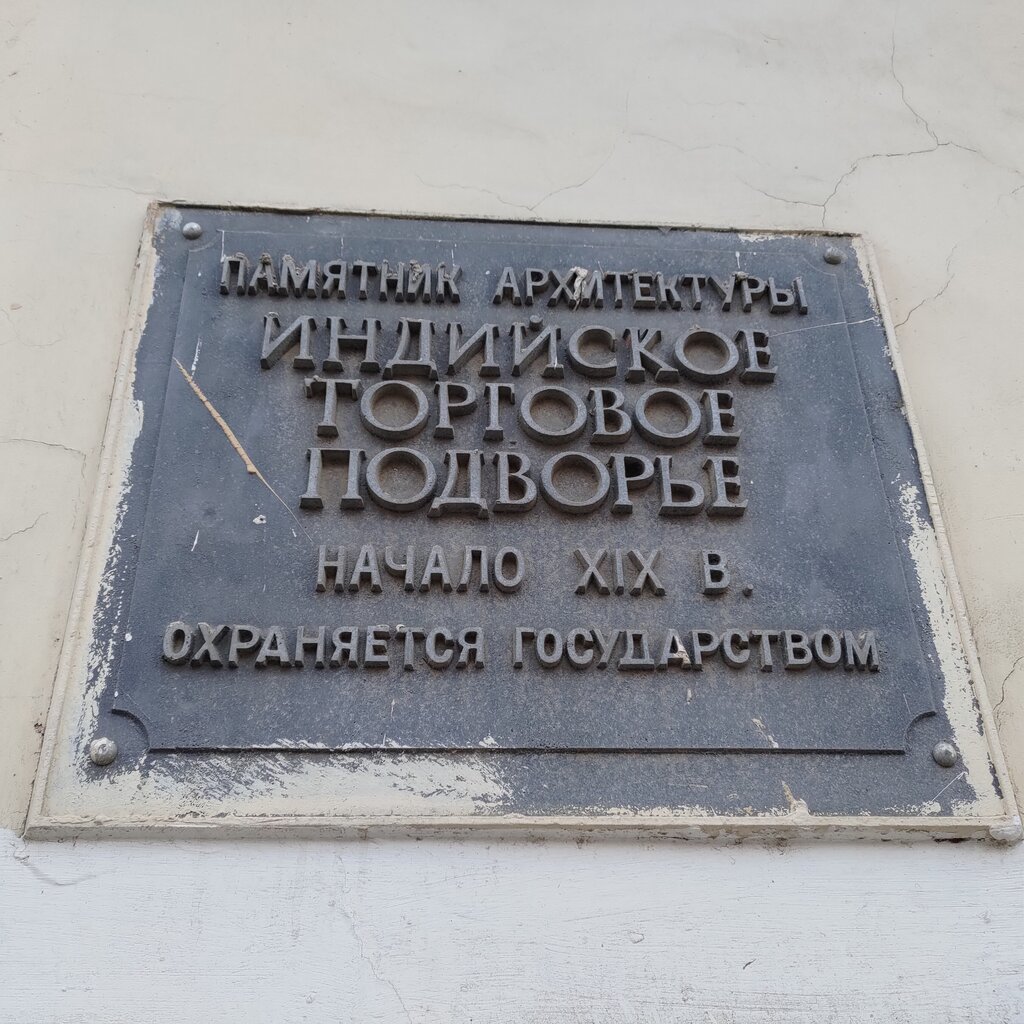 ПАМЯТНИК АРХИТЕКТУРЫ
ИНДИЙСКОЕ
ТОРГОВОЕ
ПОДВОРЬЕ
НАЧАЛО XIX В.
ОХРАНЯЕТСЯ ГОСУДАРСТВОМ